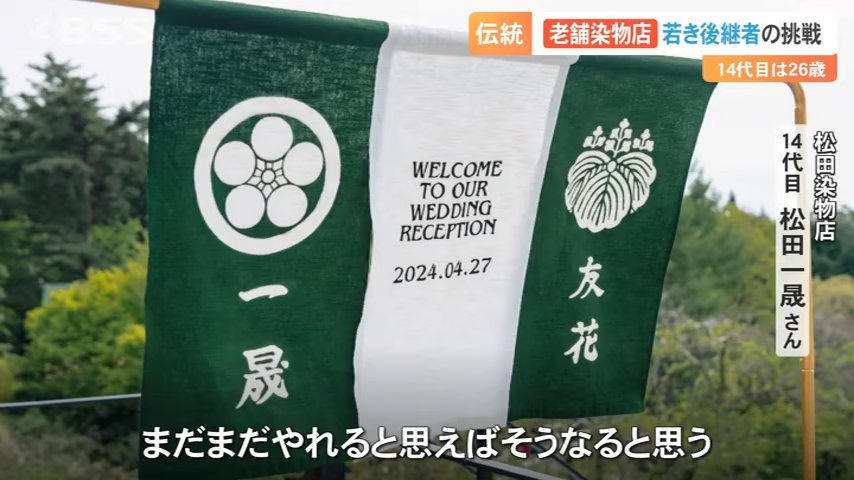 ©BSS
伝統
老舗染物店 若き後継者の挑戦
14代目は26歳
松田染物店
14代目 松田一晟さん
WELCOME
TO OUR
WEDDING
RECEPTION
2024.04.27
一晟
友花
まだまだやれると思えばそうなると思う